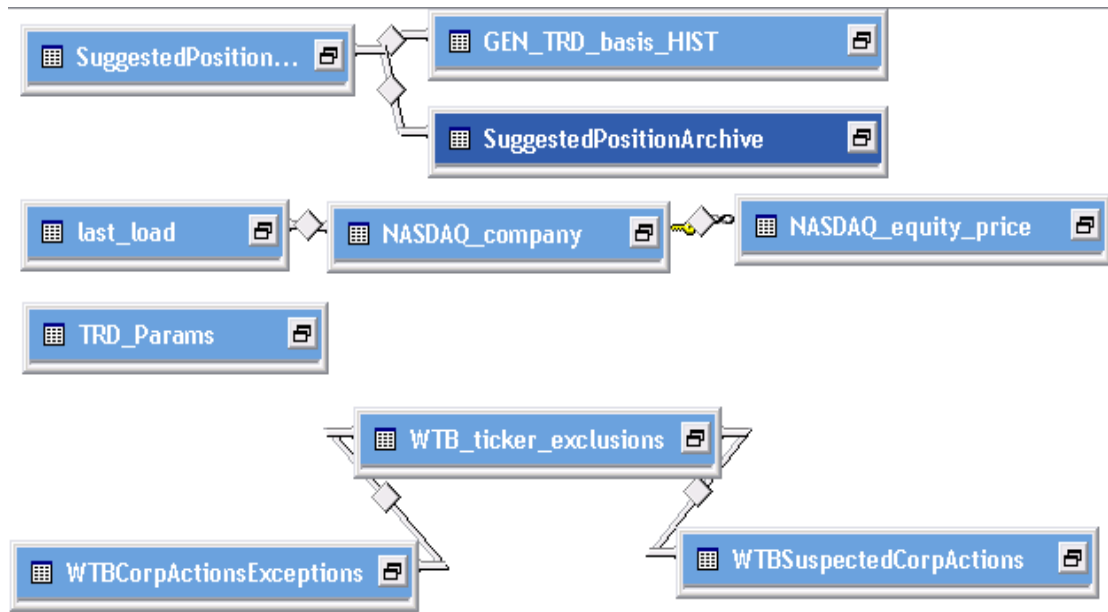 SuggestedPosition...
GEN_TRD_basis_HIST
SuggestedPositionArchive
last_load
NASDAQ_company
NASDAQ_equity_price
TRD_Params
WTB_ticker_exclusions
WTBCorpActionsExceptions
WTBSuspectedCorpActions